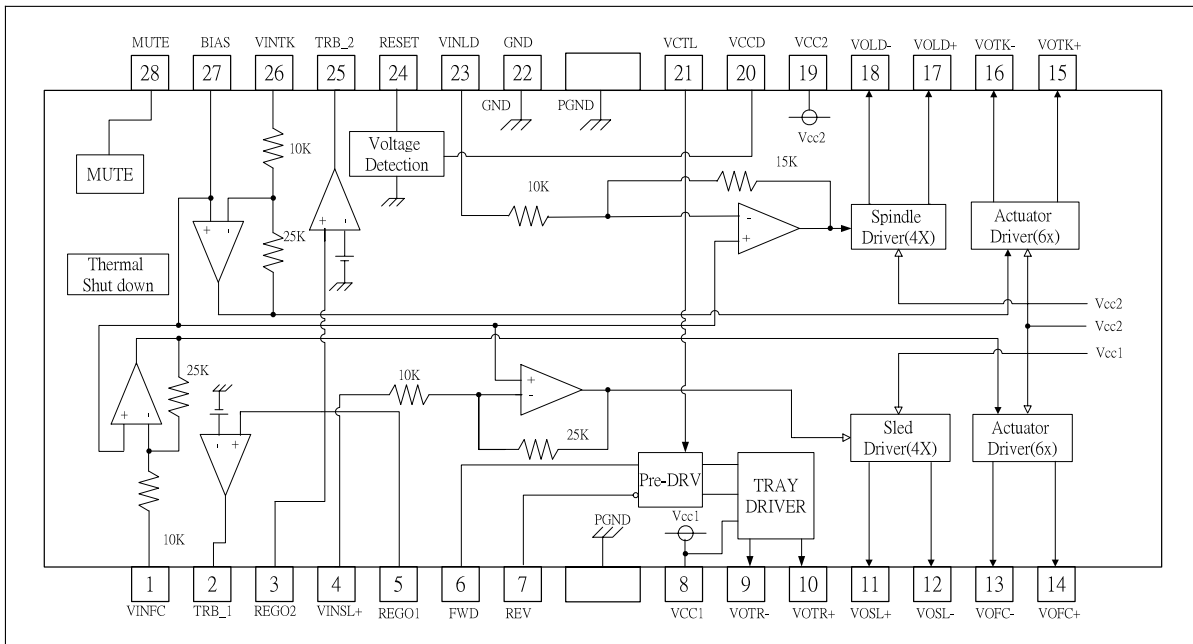 MUTE BIAS VINTK TRB_2 RESET VINLD GND VCTL VCCD VCC2 VOLD- VOLD+ VOTK- VOTK+
28 27 26 25 24 23 22 21 20 19 18 17 16 15
GND PGND
Vcc2
10K
Voltage
Detection
15K
10K
MUTE
+ -
25K
+ -
-
+
Spindle
Driver(4X)
Actuator
Driver(6x)
Thermal
Shut down
Vcc2
Vcc2
Vcc1
25K
10K
+
-
+ -
- +
25K
Sled
Driver(4X)
Actuator
Driver(6x)
Pre-DRV
TRAY
DRIVER
10K
PGND
Vcc1
1 2 3 4 5 6 7 8 9 10 11 12 13 14
VINFC TRB_1 REGO2 VINSL+ REGO1 FWD REV VCC1 VOTR- VOTR+ VOSL+ VOSL- VOFC- VOFC+